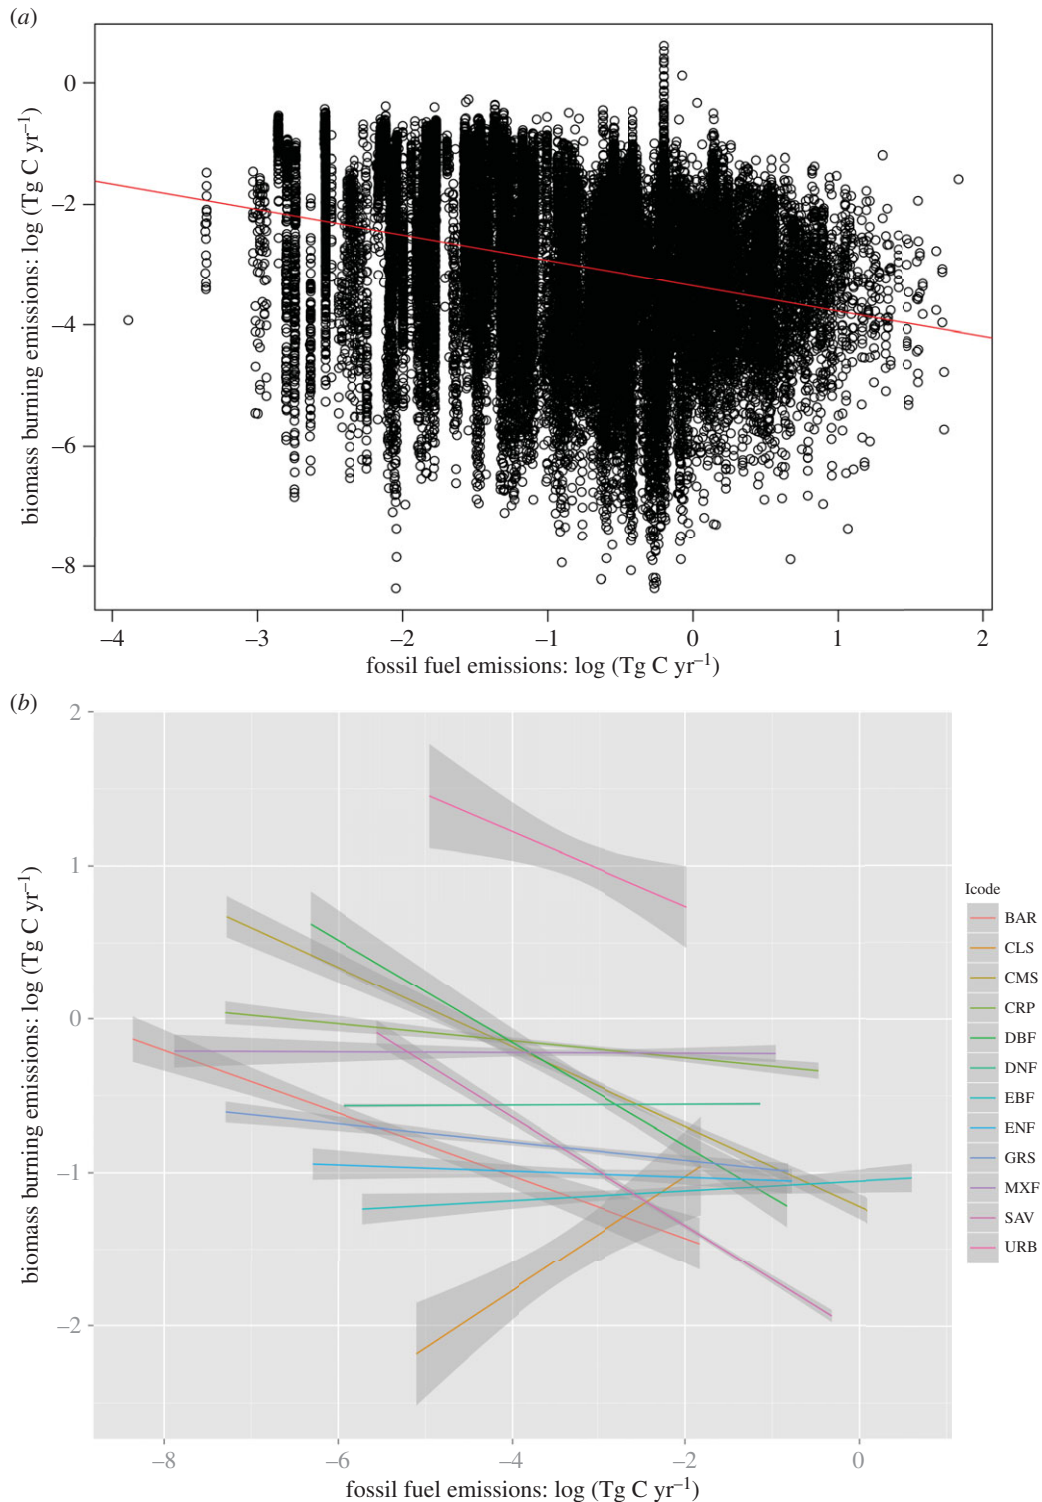 (a)
0
−2
−4
−6
−8
biomass burning emissions: log (Tg C yr−1)
−4 −3 −2 −1 0 1 2
fossil fuel emissions: log (Tg C yr−1)
(b)
2
1
0
−1
−2
biomass burning emissions: log (Tg C yr−1)
−8 −6 −4 −2 0
fossil fuel emissions: log (Tg C yr−1)
Icode
BAR
CLS
CMS
CRP
DBF
DNF
EBF
ENF
GRS
MXF
SAV
URB